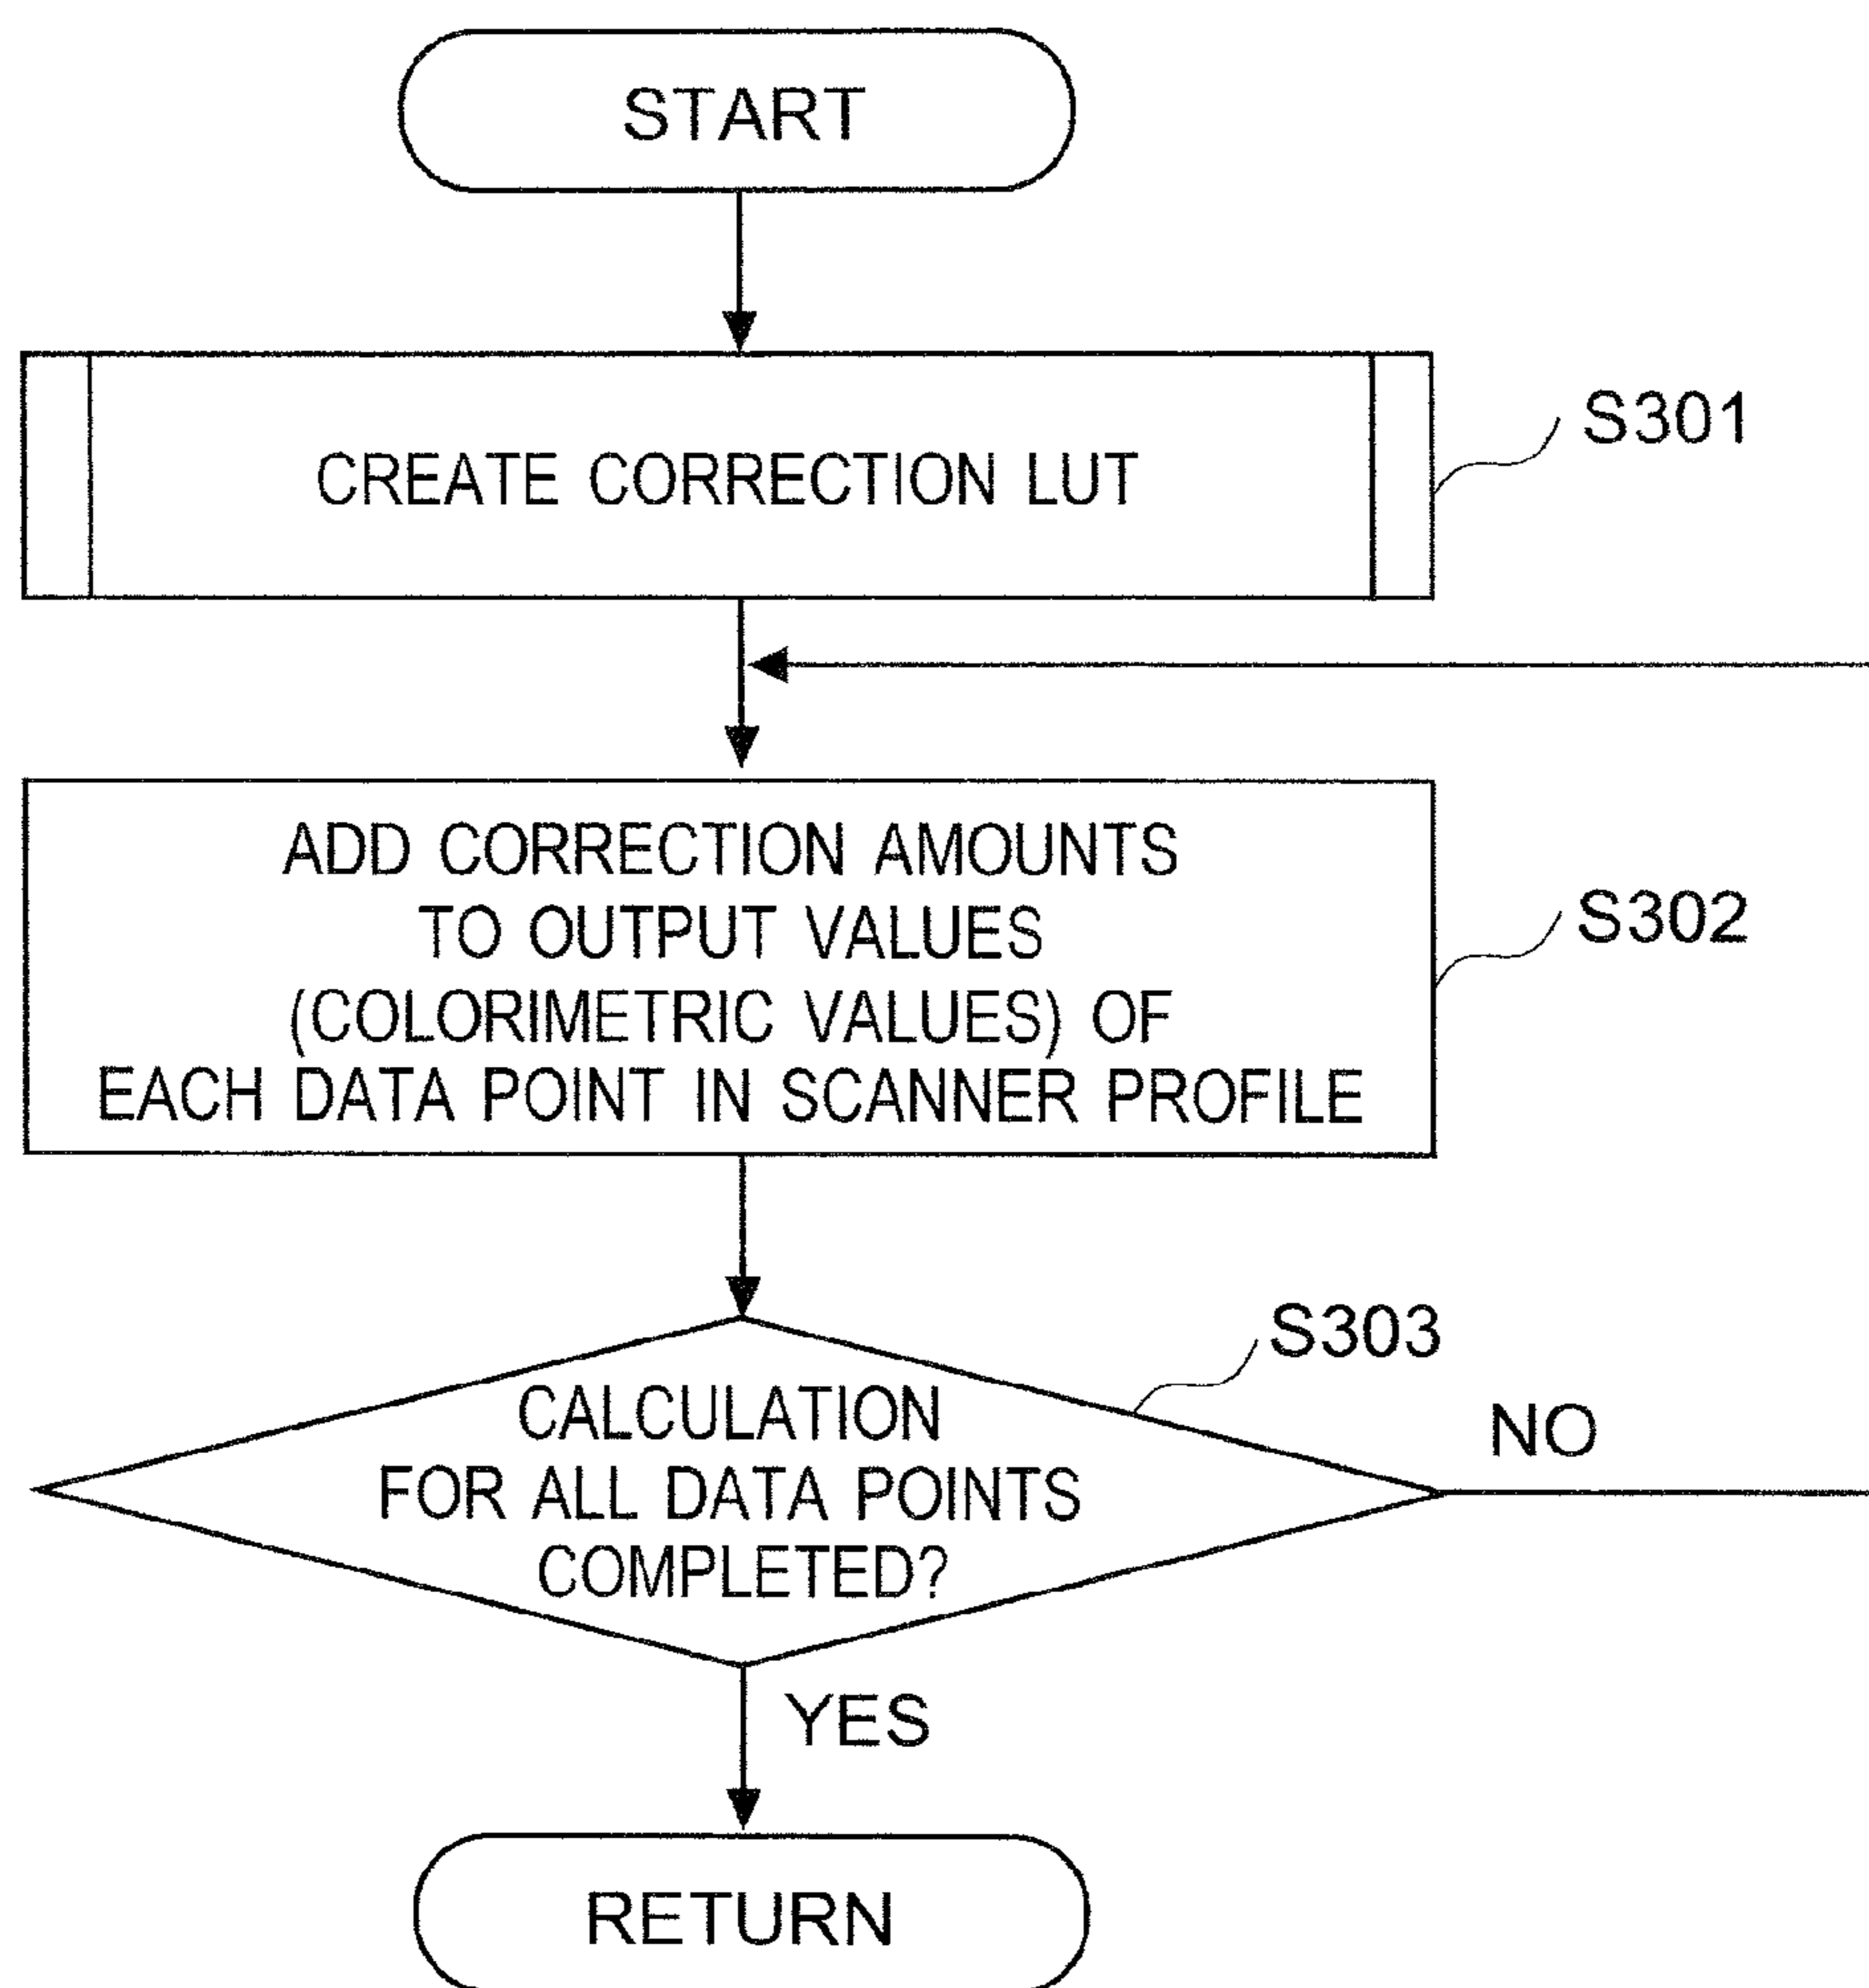 START
CREATE CORRECTION LUT
S301
ADD CORRECTION AMOUNTS
TO OUTPUT VALUES
(COLORIMETRIC VALUES) OF
EACH DATA POINT IN SCANNER PROFILE
S302
S303
CALCULATION
FOR ALL DATA POINTS
COMPLETED?
NO
YES
RETURN